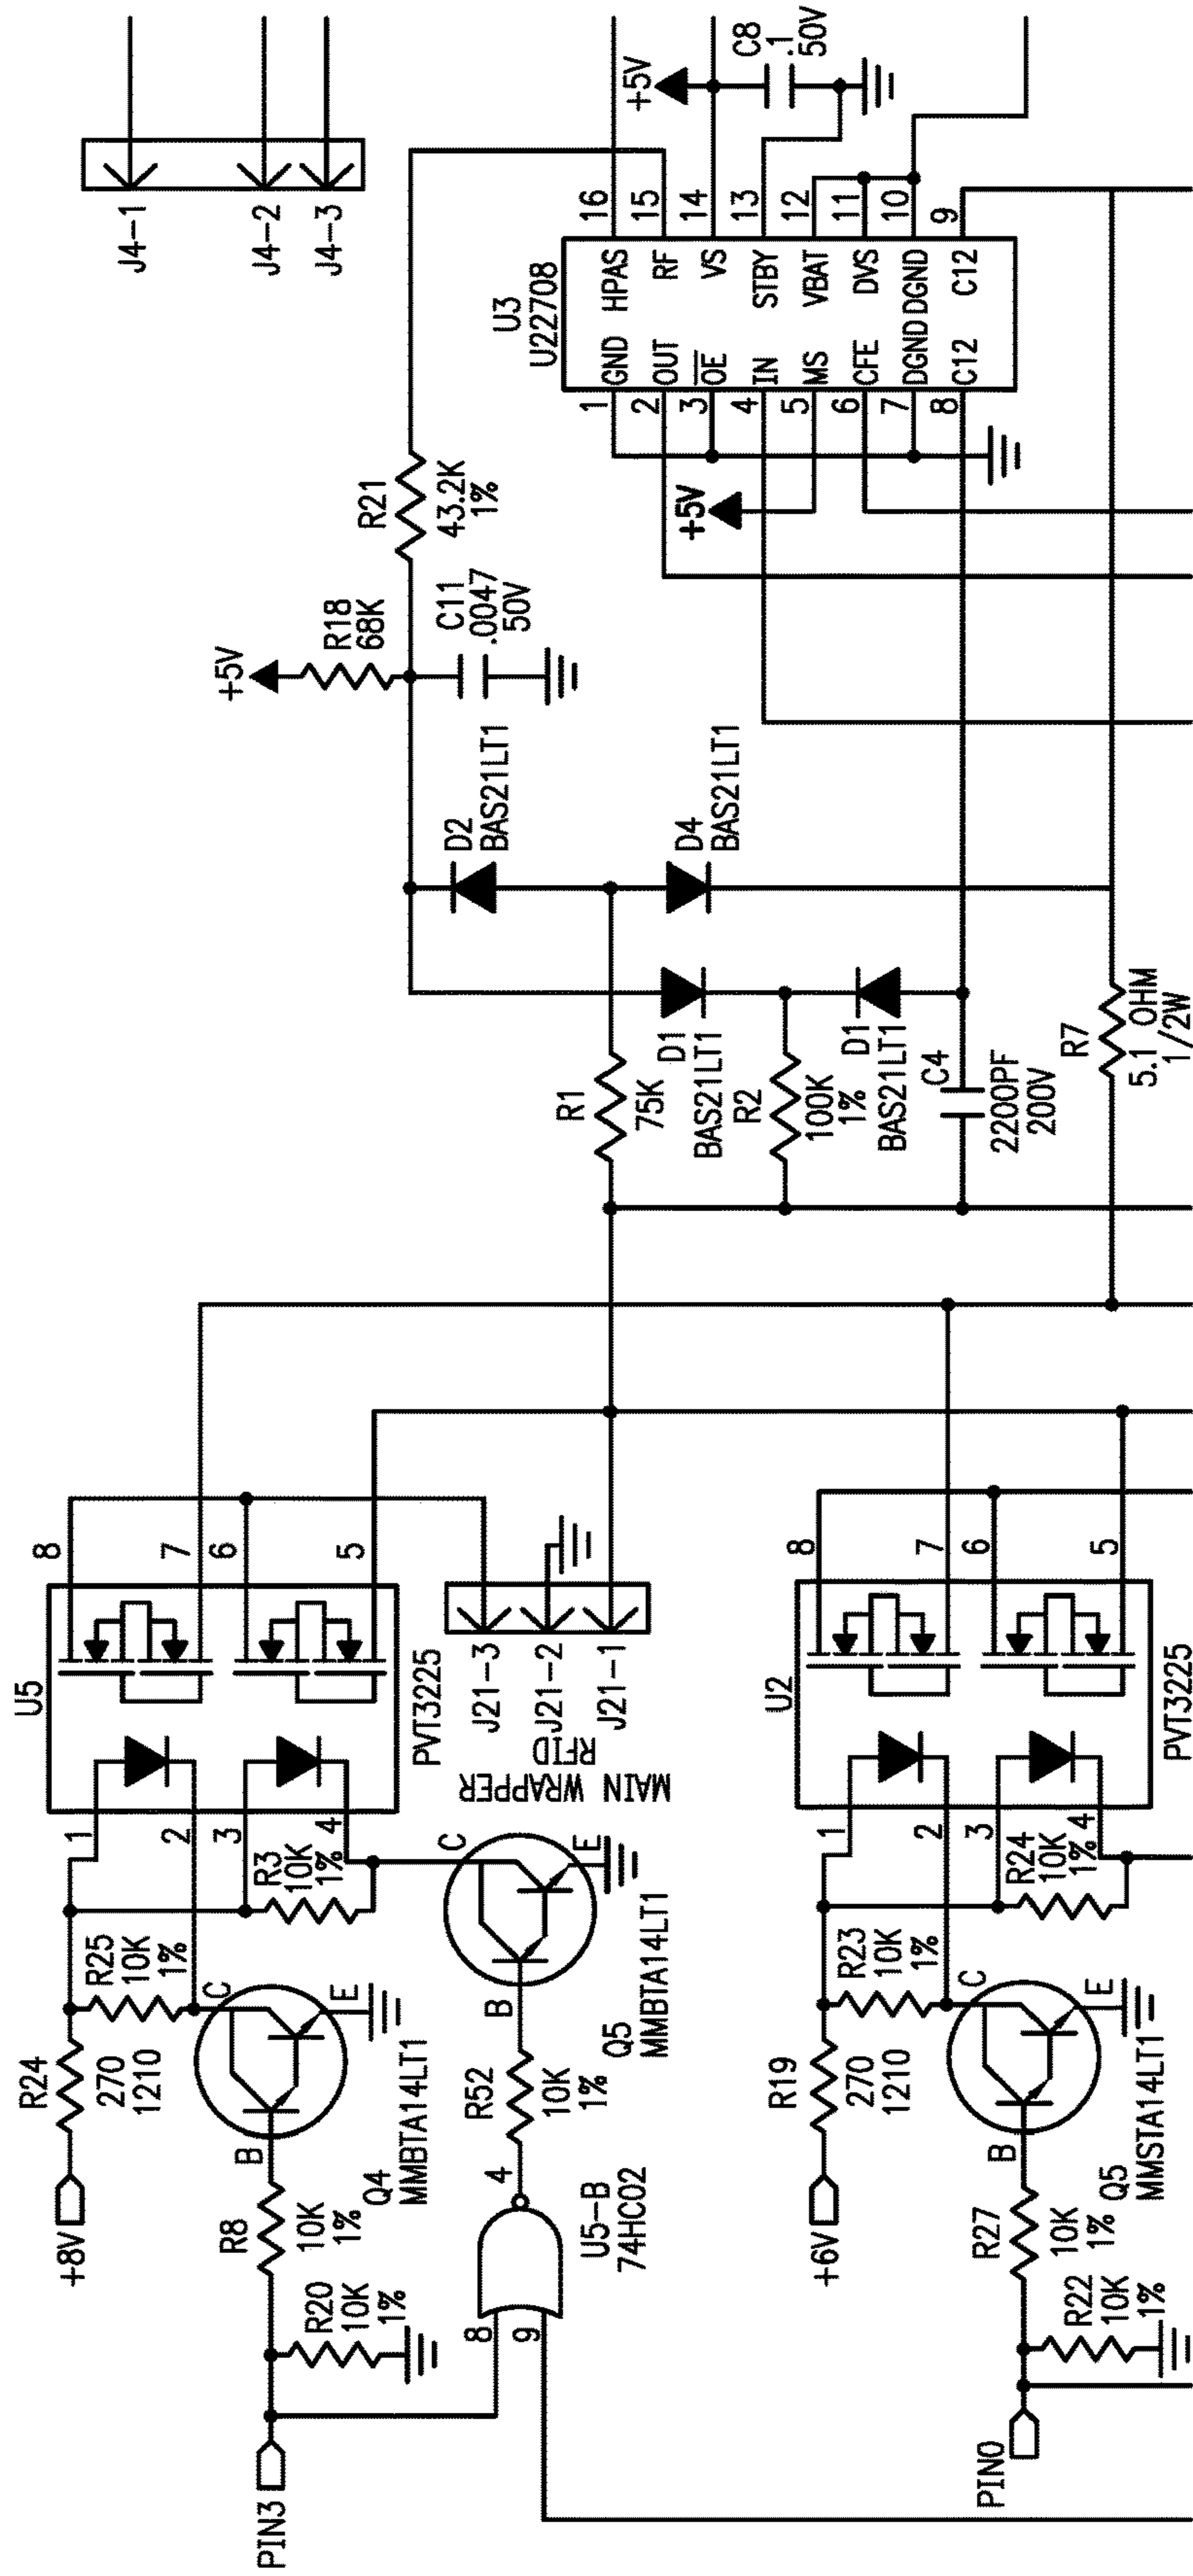 J4-1
J4-2
J4-3
+5V
C8
.1
50V
U3
U22708
1 GND
2 OUT
3 OE
4 IN
5 MS
6 CFE
7 DGND
8 C12
HPAS 16
RF 15
VS 14
STBY 13
VBAT 12
DVS 11
DGND 10
C12 9
+5V
R21
43.2K
1%
+5V
R18
68K
C11
.0047
50V
D2
BAS21LT1
D4
BAS21LT1
R1
75K
D1
BAS21LT1
R2
100K
1%
D1
BAS21LT1
C4
2200PF
200V
R7
5.1 OHM
1/2W
U5
8
7
6
5
1
2
3
4
PVT3225
J21-3
J21-2
J21-1
RFID
MAIN WRAPPER
+8V
R24
270
1210
R25
10K
1%
R3
10K
1%
PIN3
R20
10K
1%
R8
10K
1%
B
C
E
Q4
MMBTA14LT1
8
9
4
U5-B
74HC02
R52
10K
1%
B
C
E
Q5
MMBTA14LT1
U2
8
7
6
5
1
2
3
4
PVT3225
+6V
R19
270
1210
R23
10K
1%
R24
10K
1%
PIN0
R22
10K
1%
R27
10K
1%
B
C
E
Q5
MMSTA14LT1